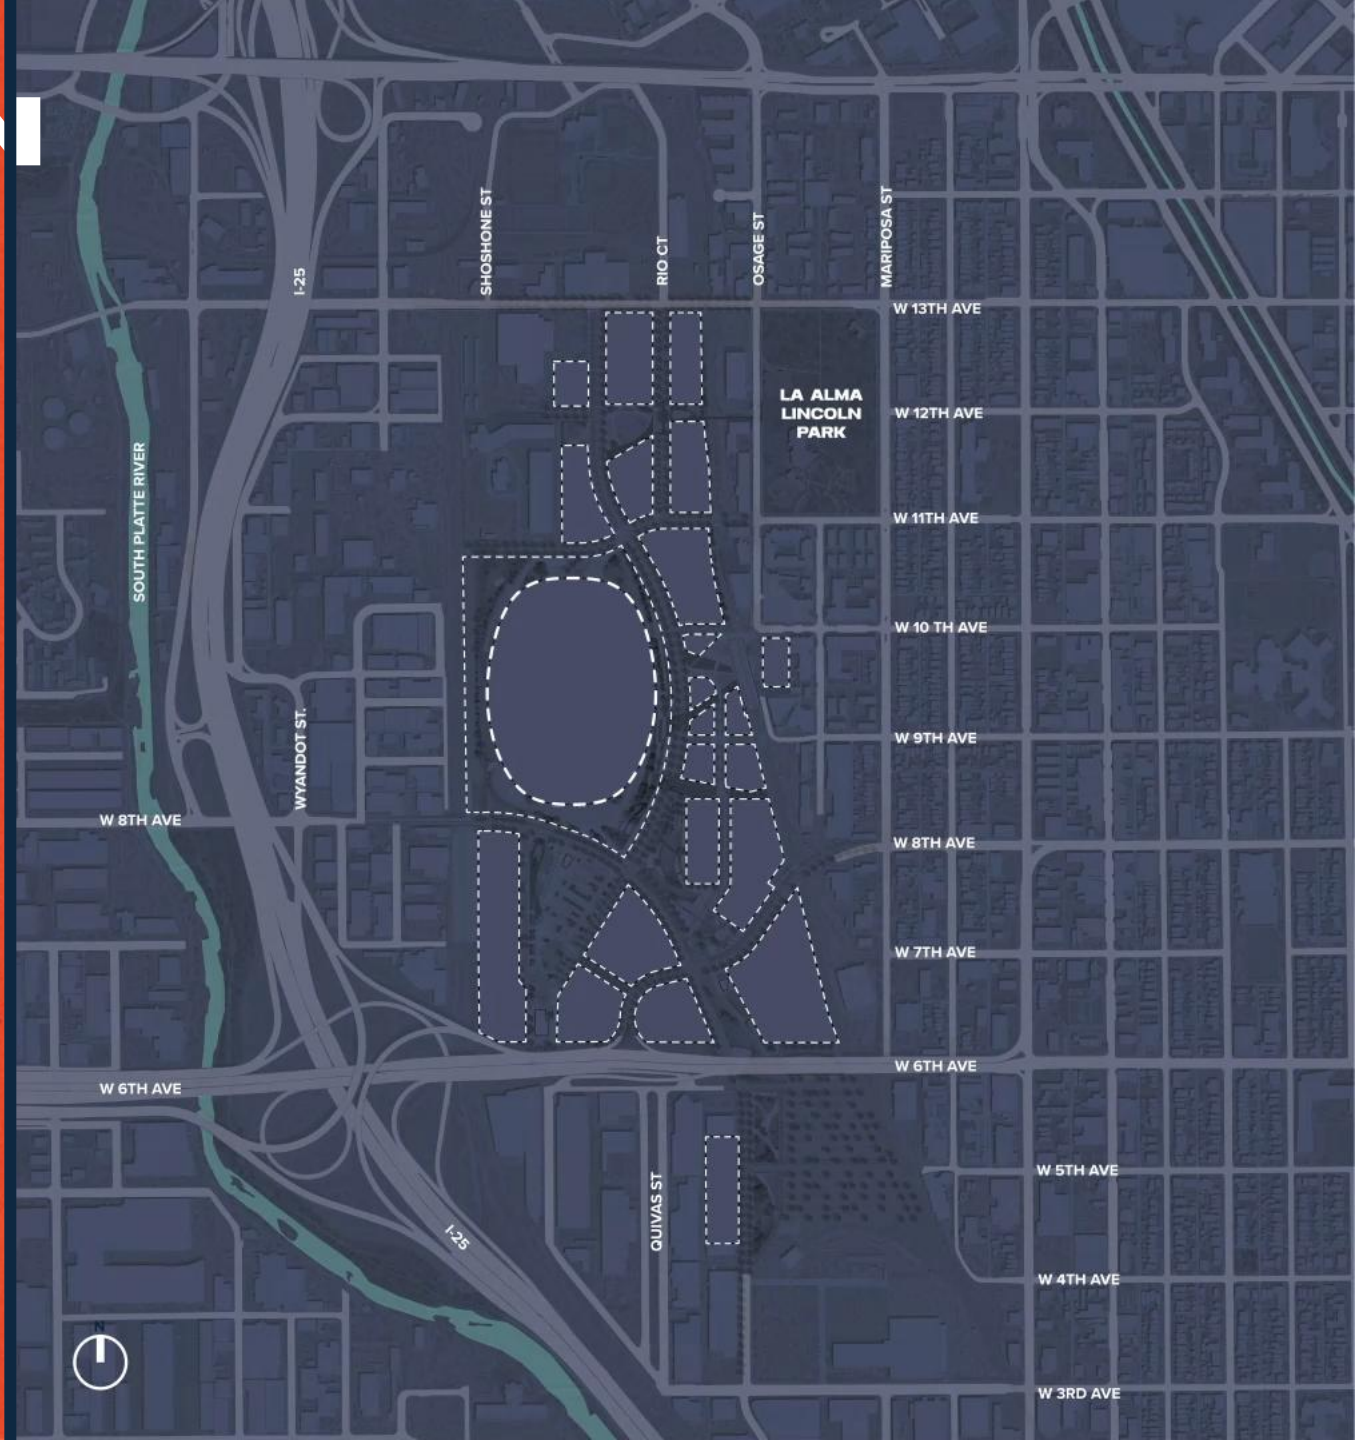 SHOSHONE ST
RIO CT
OSAGE ST
MARIPOSA ST
I-25
W 13TH AVE
LA ALMA
LINCOLN
PARK
W 12TH AVE
SOUTH PLATTE RIVER
W 11TH AVE
W 10 TH AVE
WYANDOT ST.
W 9TH AVE
W 8TH AVE
W 8TH AVE
W 7TH AVE
W 6TH AVE
W 6TH AVE
QUIVAS ST
W 5TH AVE
I-25
W 4TH AVE
N
W 3RD AVE